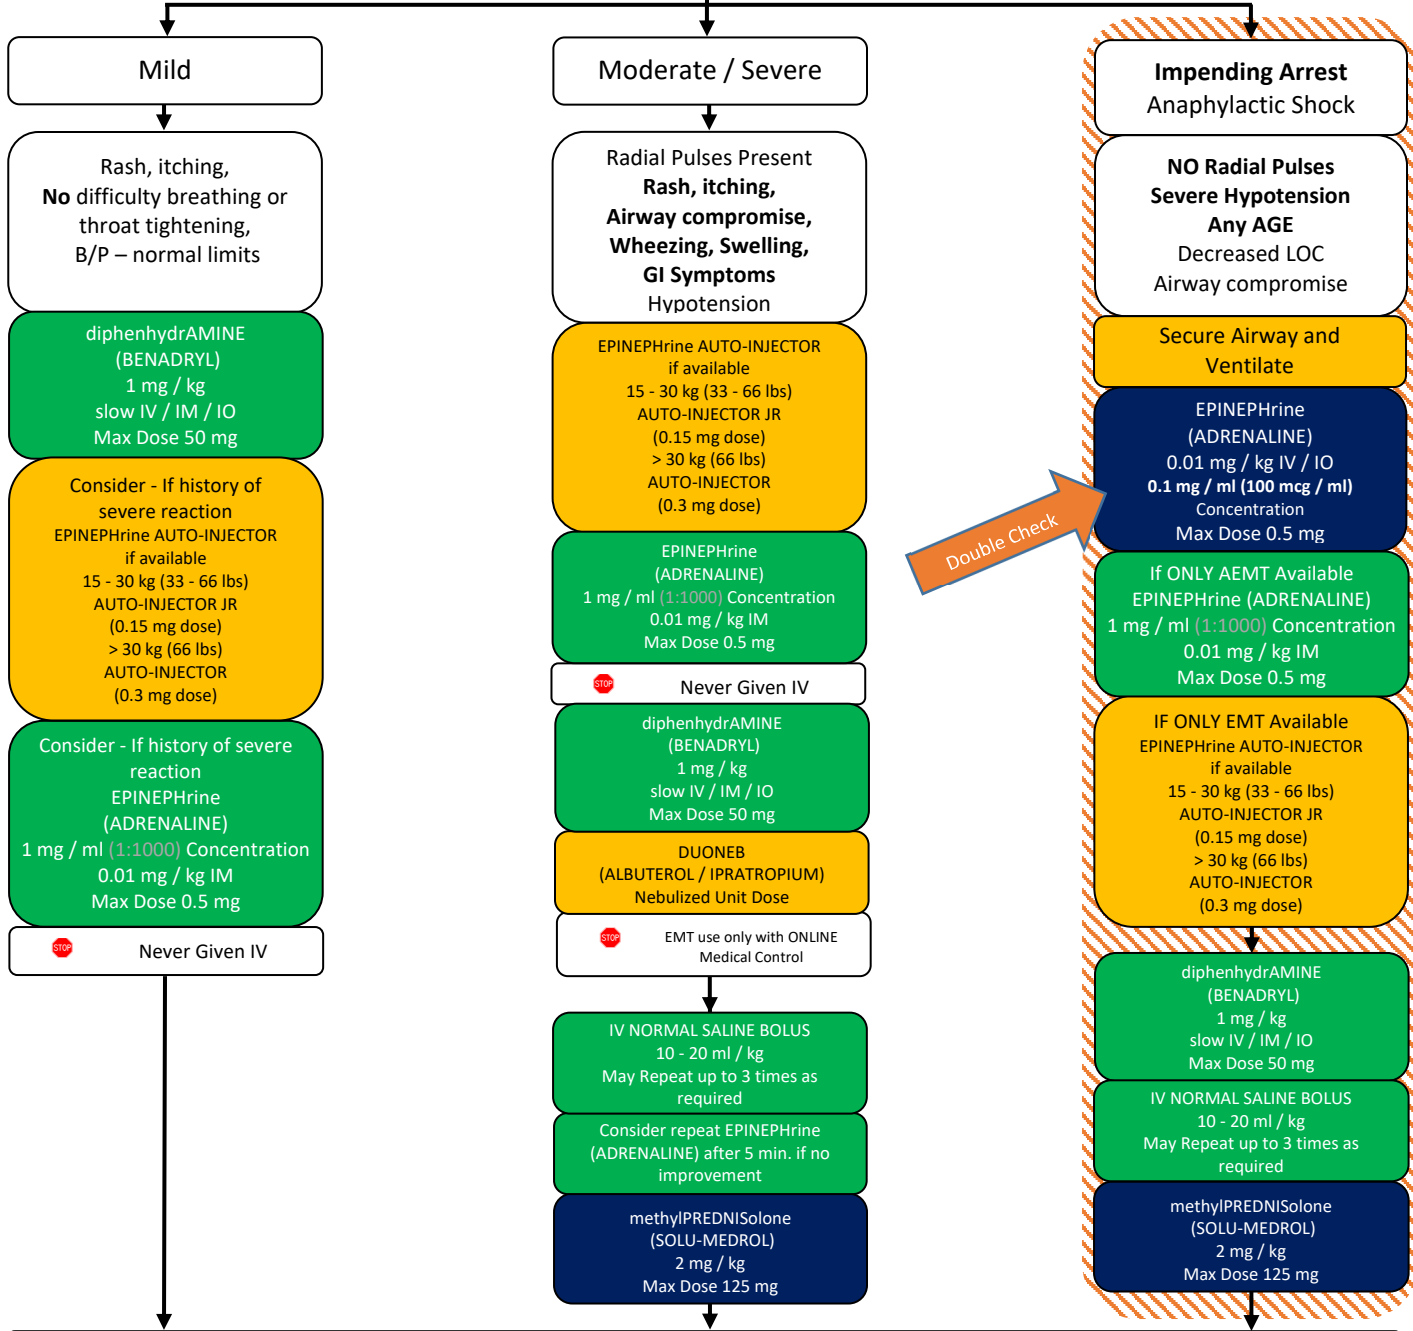 Mild
Rash, itching,
No difficulty breathing or
throat tightening,
B/P – normal limits
diphenhydrAMINE
(BENADRYL)
1 mg / kg
slow IV / IM / IO
Max Dose 50 mg
Consider - If history of
severe reaction
EPINEPHrine AUTO-INJECTOR
if available
15 - 30 kg (33 - 66 lbs)
AUTO-INJECTOR JR
(0.15 mg dose)
> 30 kg (66 lbs)
AUTO-INJECTOR
(0.3 mg dose)
Consider - If history of severe
reaction
EPINEPHrine
(ADRENALINE)
1 mg / ml (1:1000) Concentration
0.01 mg / kg IM
Max Dose 0.5 mg
STOP
Never Given IV
Moderate / Severe
Radial Pulses Present
Rash, itching,
Airway compromise,
Wheezing, Swelling,
GI Symptoms
Hypotension
EPINEPHrine AUTO-INJECTOR
if available
15 - 30 kg (33 - 66 lbs)
AUTO-INJECTOR JR
(0.15 mg dose)
> 30 kg (66 lbs)
AUTO-INJECTOR
(0.3 mg dose)
EPINEPHrine
(ADRENALINE)
1 mg / ml (1:1000) Concentration
0.01 mg / kg IM
Max Dose 0.5 mg
STOP
Never Given IV
diphenhydrAMINE
(BENADRYL)
1 mg / kg
slow IV / IM / IO
Max Dose 50 mg
DUONEB
(ALBUTEROL / IPRATROPIUM)
Nebulized Unit Dose
STOP
EMT use only with ONLINE
Medical Control
IV NORMAL SALINE BOLUS
10 - 20 ml / kg
May Repeat up to 3 times as
required
Consider repeat EPINEPHrine
(ADRENALINE) after 5 min. if no
improvement
methylPREDNISolone
(SOLU-MEDROL)
2 mg / kg
Max Dose 125 mg
Double Check
Impending Arrest
Anaphylactic Shock
NO Radial Pulses
Severe Hypotension
Any AGE
Decreased LOC
Airway compromise
Secure Airway and
Ventilate
EPINEPHrine
(ADRENALINE)
0.01 mg / kg IV / IO
0.1 mg / ml (100 mcg / ml)
Concentration
Max Dose 0.5 mg
If ONLY AEMT Available
EPINEPHrine (ADRENALINE)
1 mg / ml (1:1000) Concentration
0.01 mg / kg IM
Max Dose 0.5 mg
IF ONLY EMT Available
EPINEPHrine AUTO-INJECTOR
if available
15 - 30 kg (33 - 66 lbs)
AUTO-INJECTOR JR
(0.15 mg dose)
> 30 kg (66 lbs)
AUTO-INJECTOR
(0.3 mg dose)
diphenhydrAMINE
(BENADRYL)
1 mg / kg
slow IV / IM / IO
Max Dose 50 mg
IV NORMAL SALINE BOLUS
10 - 20 ml / kg
May Repeat up to 3 times as
required
methylPREDNISolone
(SOLU-MEDROL)
2 mg / kg
Max Dose 125 mg